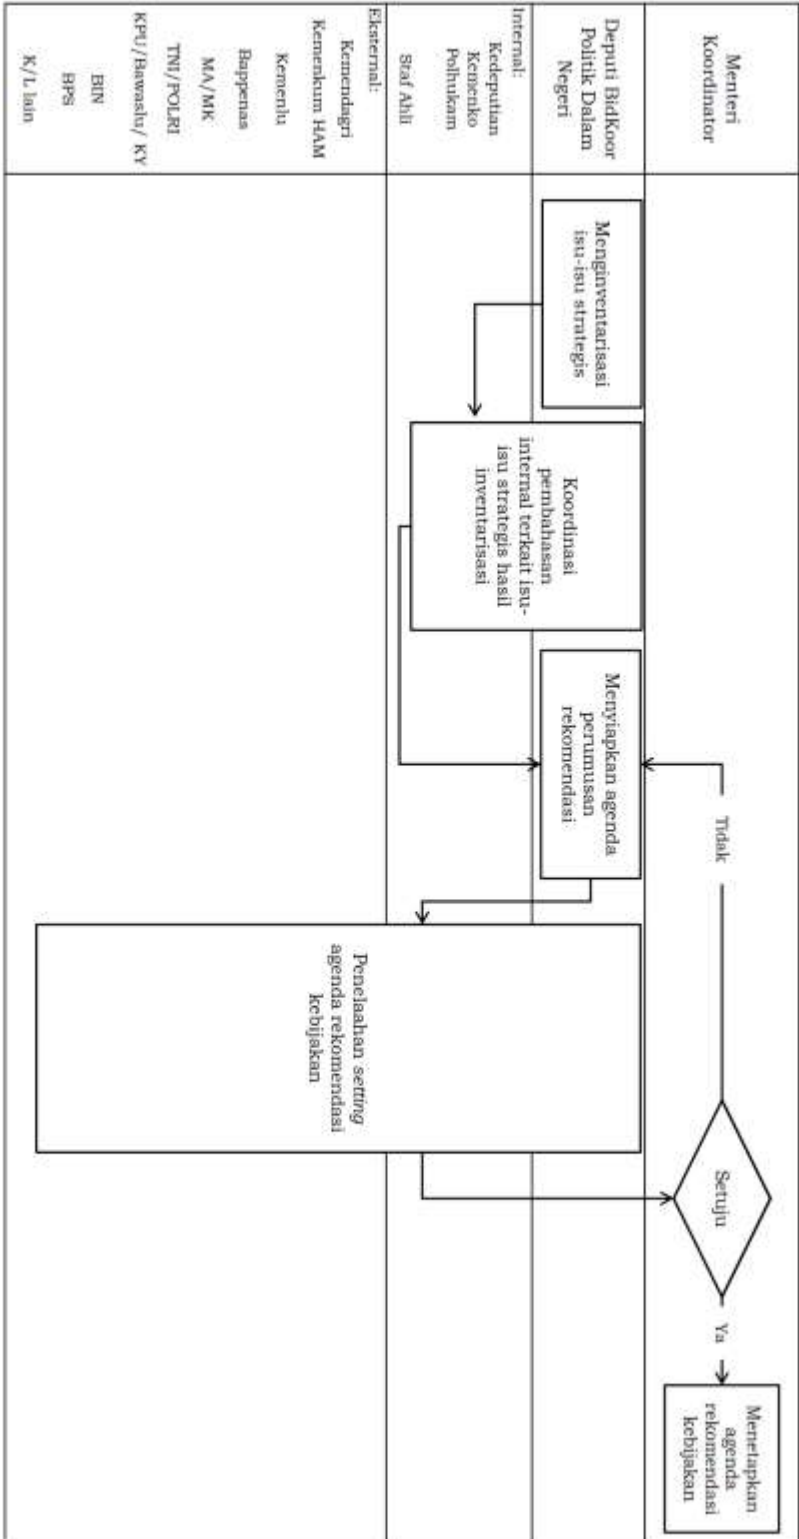 Menteri
Koordinator
Deputi BidKoor
Politik Dalam
Negeri
Internal:
Kedeputian
Kemenko
Polhukam
Staf Ahli
Eksternal:
Kemendagri
Kemenkum HAM
Kemenlu
Bappenas
MA/MK
TNI/POLRI
KPU/Bawaslu/ KY
BIN
BPS
K/L lain
Menginventarisasi
isu-isu strategis
Koordinasi
pembahasan
internal terkait isu-
isu strategis hasil
inventarisasi
Menyiapkan agenda
perumusan
rekomendasi
Tidak
Penelaahan setting
agenda rekomendasi
kebijakan
Setuju
Ya
Menetapkan
agenda
rekomendasi
kebijakan